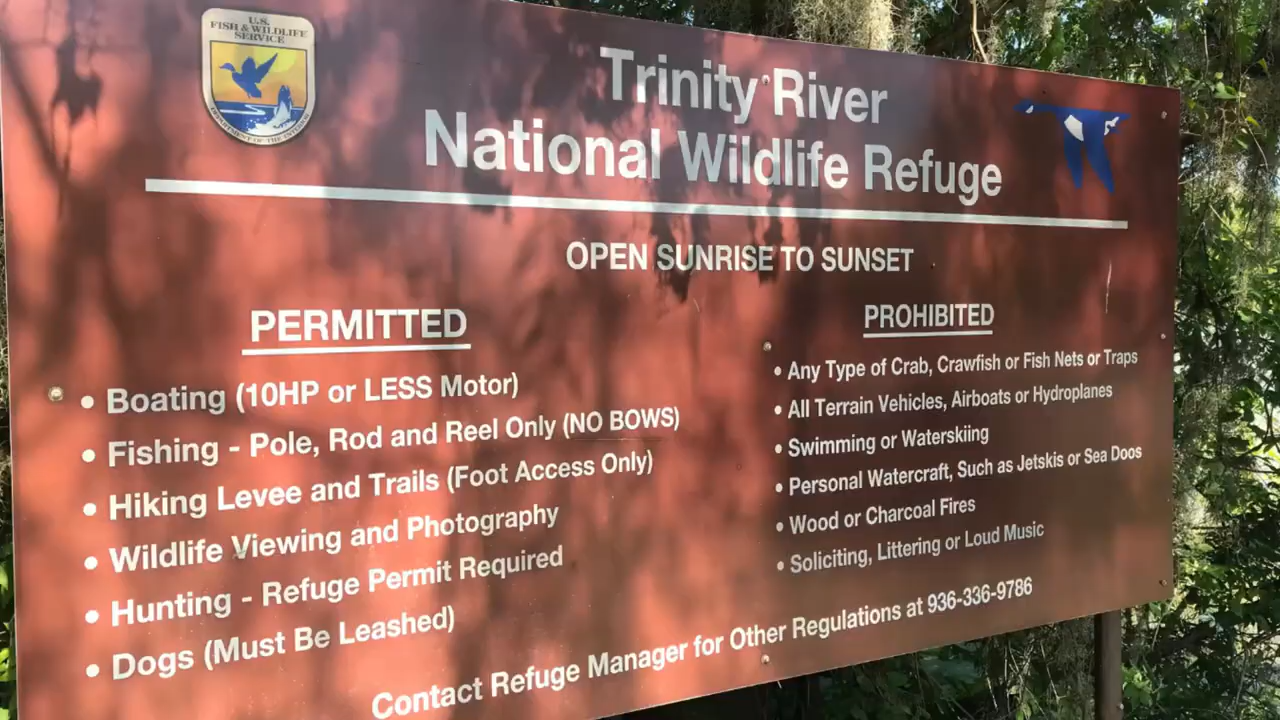 U.S.
FISH & WILDLIFE
SERVICE
DEPARTMENT OF THE INTERIOR
Trinity River
National Wildlife Refuge
OPEN SUNRISE TO SUNSET
PERMITTED
• Boating (10HP or LESS Motor)
• Fishing - Pole, Rod and Reel Only (NO BOWS)
• Hiking Levee and Trails (Foot Access Only)
• Wildlife Viewing and Photography
• Hunting - Refuge Permit Required
• Dogs (Must Be Leashed)
PROHIBITED
• Any Type of Crab, Crawfish or Fish Nets or Traps
• All Terrain Vehicles, Airboats or Hydroplanes
• Swimming or Waterskiing
• Personal Watercraft, Such as Jetskis or Sea Doos
• Wood or Charcoal Fires
• Soliciting, Littering or Loud Music
Contact Refuge Manager for Other Regulations at 936-336-9786